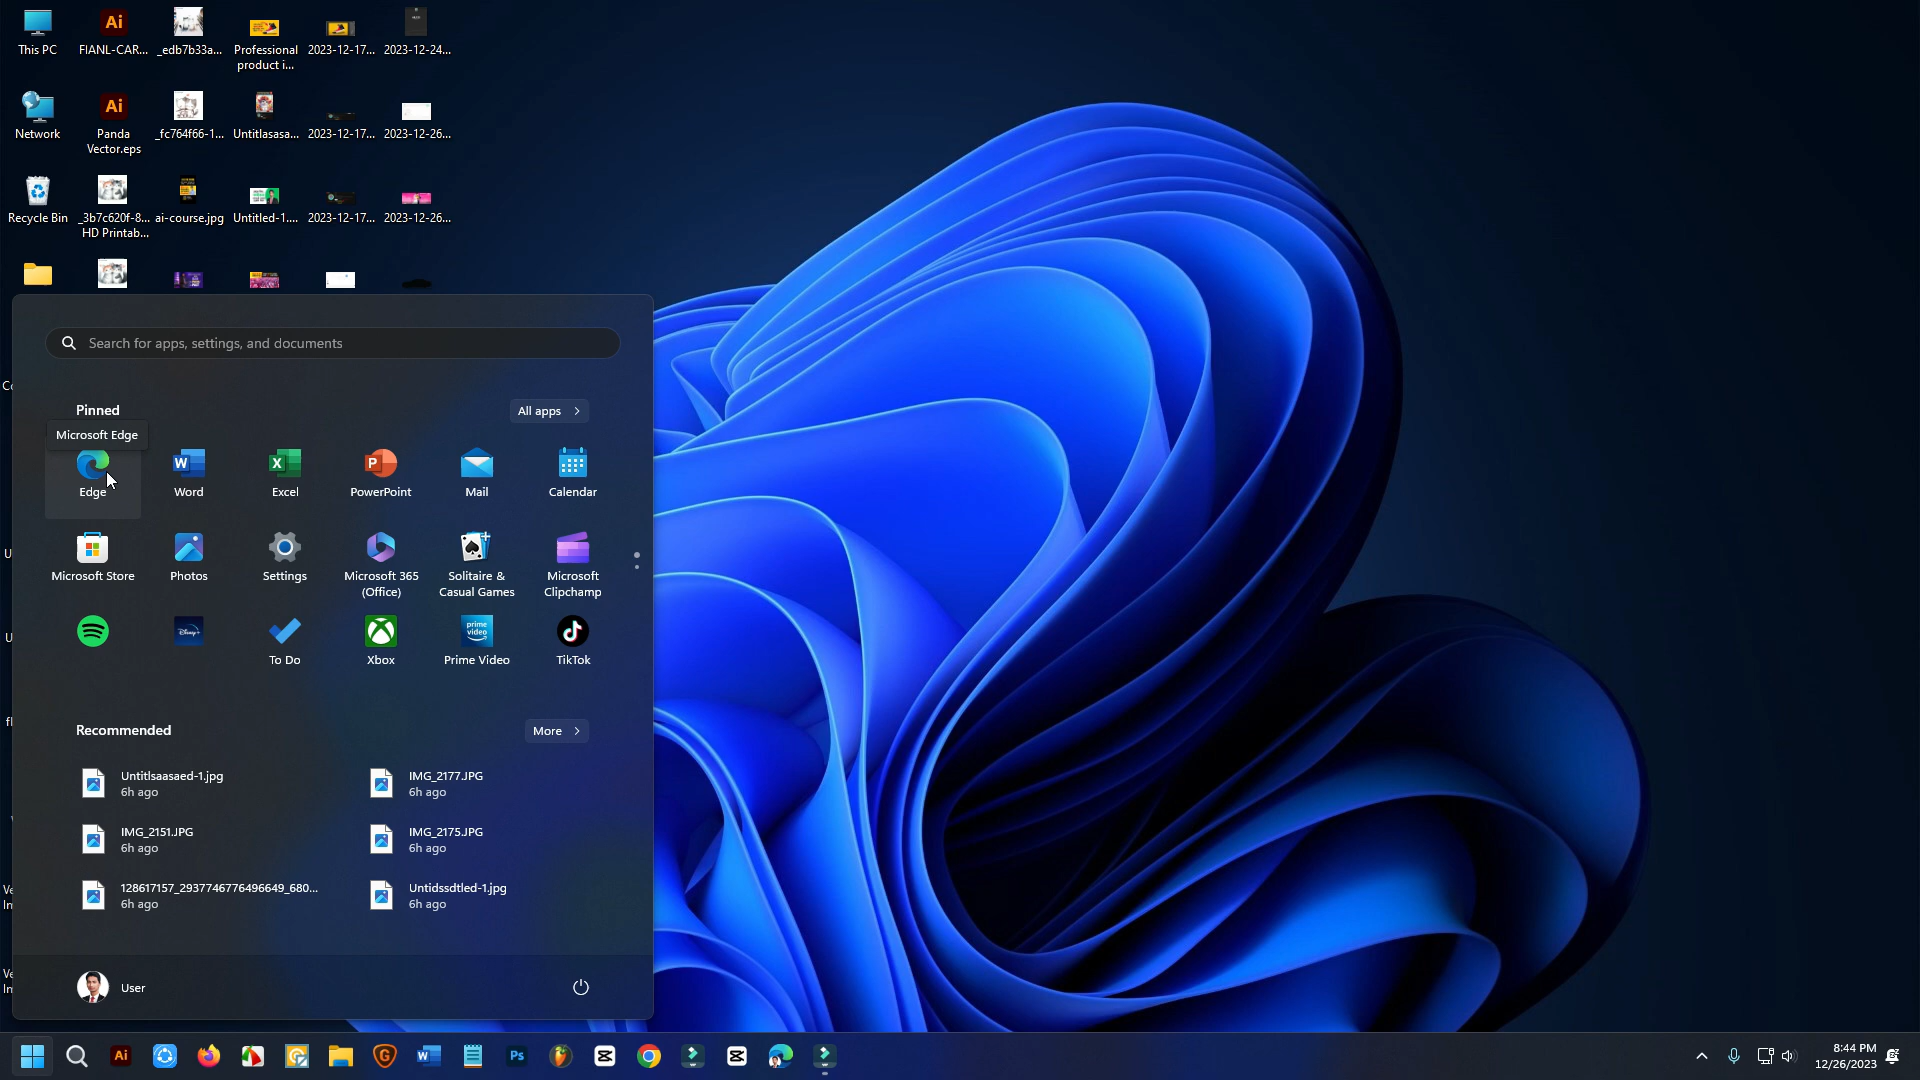 This PC
FIANL-CAR...
_edb7b33a...
Professional
product i...
2023-12-17...
2023-12-24...
Network
Panda
Vector.eps
_fc764f66-1...
Untitlasasa...
2023-12-17...
2023-12-26...
Recycle Bin
_3b7c620f-8...
HD Printab...
ai-course.jpg
Untitled-1....
2023-12-17...
2023-12-26...
Search for apps, settings, and documents
Pinned
All apps
Microsoft Edge
Edge
Word
Excel
PowerPoint
Mail
Calendar
Microsoft Store
Photos
Settings
Microsoft 365
(Office)
Solitaire &
Casual Games
Microsoft
Clipchamp
Disney+
To Do
Xbox
prime
video
Prime Video
TikTok
Recommended
More
Untitlsaasaed-1.jpg
6h ago
IMG_2177.JPG
6h ago
IMG_2151.JPG
6h ago
IMG_2175.JPG
6h ago
128617157_2937746776496649_680...
6h ago
Untidssdtled-1.jpg
6h ago
User
8:44 PM
12/26/2023